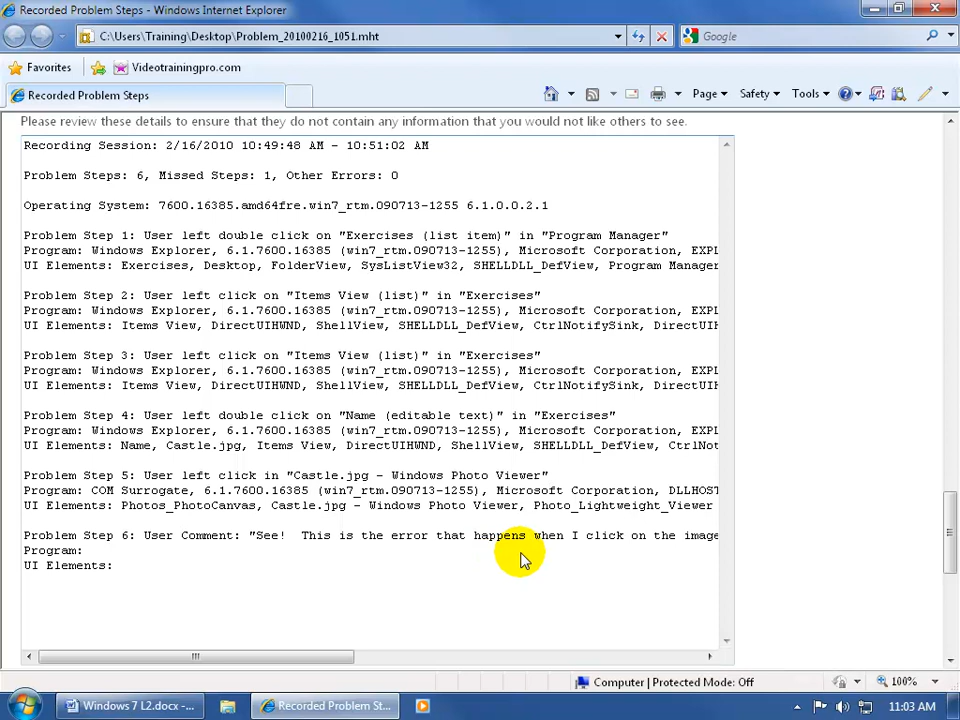 Recorded Problem Steps - Windows Internet Explorer
C:\Users\Training\Desktop\Problem_20100216_1051.mht
Google
Favorites
Videotrainingpro.com
Recorded Problem Steps
Page
Safety
Tools
Please review these details to ensure that they do not contain any information that you would not like others to see.
Recording Session: 2/16/2010 10:49:48 AM - 10:51:02 AM
Problem Steps: 6, Missed Steps: 1, Other Errors: 0
Operating System: 7600.16385.amd64fre.win7_rtm.090713-1255 6.1.0.0.2.1
Problem Step 1: User left double click on "Exercises (list item)" in "Program Manager"
Program: Windows Explorer, 6.1.7600.16385 (win7_rtm.090713-1255), Microsoft Corporation, EXPL
UI Elements: Exercises, Desktop, FolderView, SysListView32, SHELLDLL_DefView, Program Manager
Problem Step 2: User left click on "Items View (list)" in "Exercises"
Program: Windows Explorer, 6.1.7600.16385 (win7_rtm.090713-1255), Microsoft Corporation, EXPL
UI Elements: Items View, DirectUIHWND, ShellView, SHELLDLL_DefView, CtrlNotifySink, DirectUIH
Problem Step 3: User left click on "Items View (list)" in "Exercises"
Program: Windows Explorer, 6.1.7600.16385 (win7_rtm.090713-1255), Microsoft Corporation, EXPL
UI Elements: Items View, DirectUIHWND, ShellView, SHELLDLL_DefView, CtrlNotifySink, DirectUIH
Problem Step 4: User left double click on "Name (editable text)" in "Exercises"
Program: Windows Explorer, 6.1.7600.16385 (win7_rtm.090713-1255), Microsoft Corporation, EXPL
UI Elements: Name, Castle.jpg, Items View, DirectUIHWND, ShellView, SHELLDLL_DefView, CtrlNot
Problem Step 5: User left click in "Castle.jpg - Windows Photo Viewer"
Program: COM Surrogate, 6.1.7600.16385 (win7_rtm.090713-1255), Microsoft Corporation, DLLHOST
UI Elements: Photos_PhotoCanvas, Castle.jpg - Windows Photo Viewer, Photo_Lightweight_Viewer
Problem Step 6: User Comment: "See!  This is the error that happens when I click on the image
Program:
UI Elements:
Computer | Protected Mode: Off
100%
Windows 7 L2.docx -...
Recorded Problem St...
11:03 AM